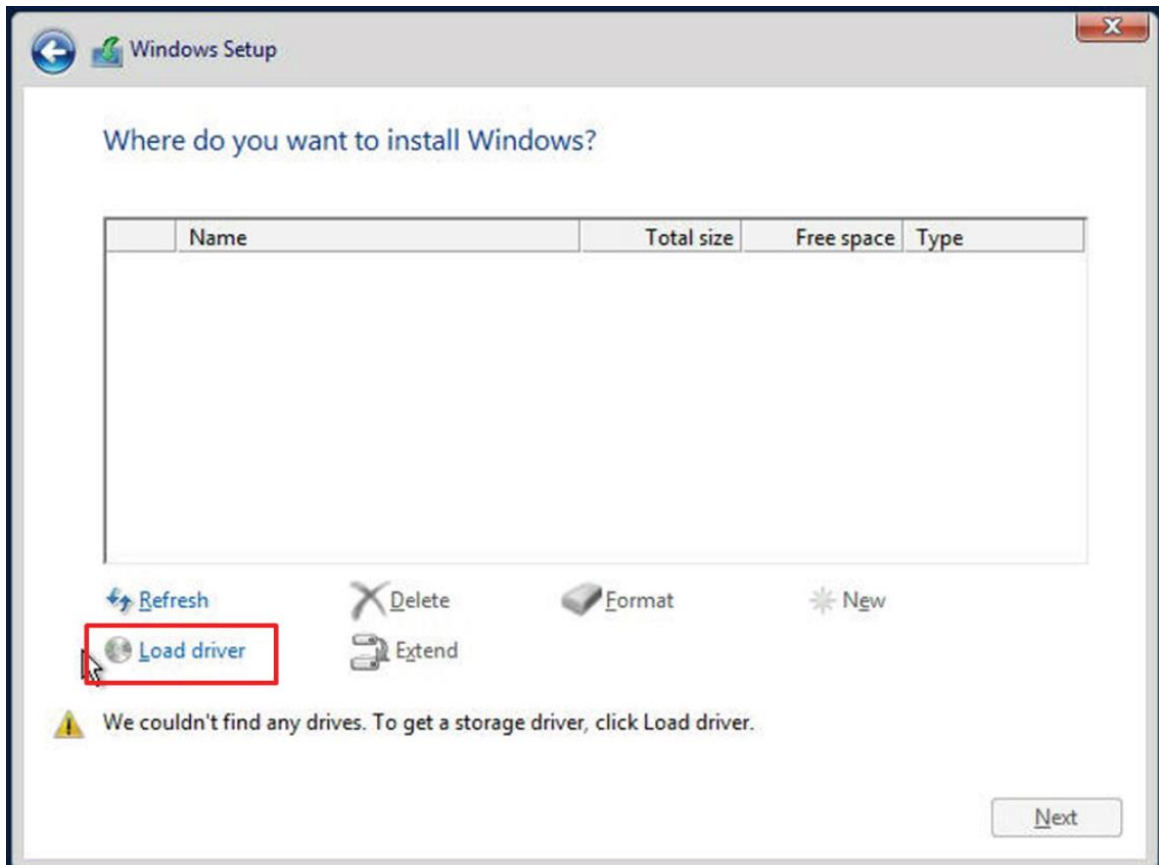 Windows Setup
Where do you want to install Windows?
Name Total size Free space Type
Refresh Delete Format New
Load driver Extend
We couldn't find any drives. To get a storage driver, click Load driver.
Next